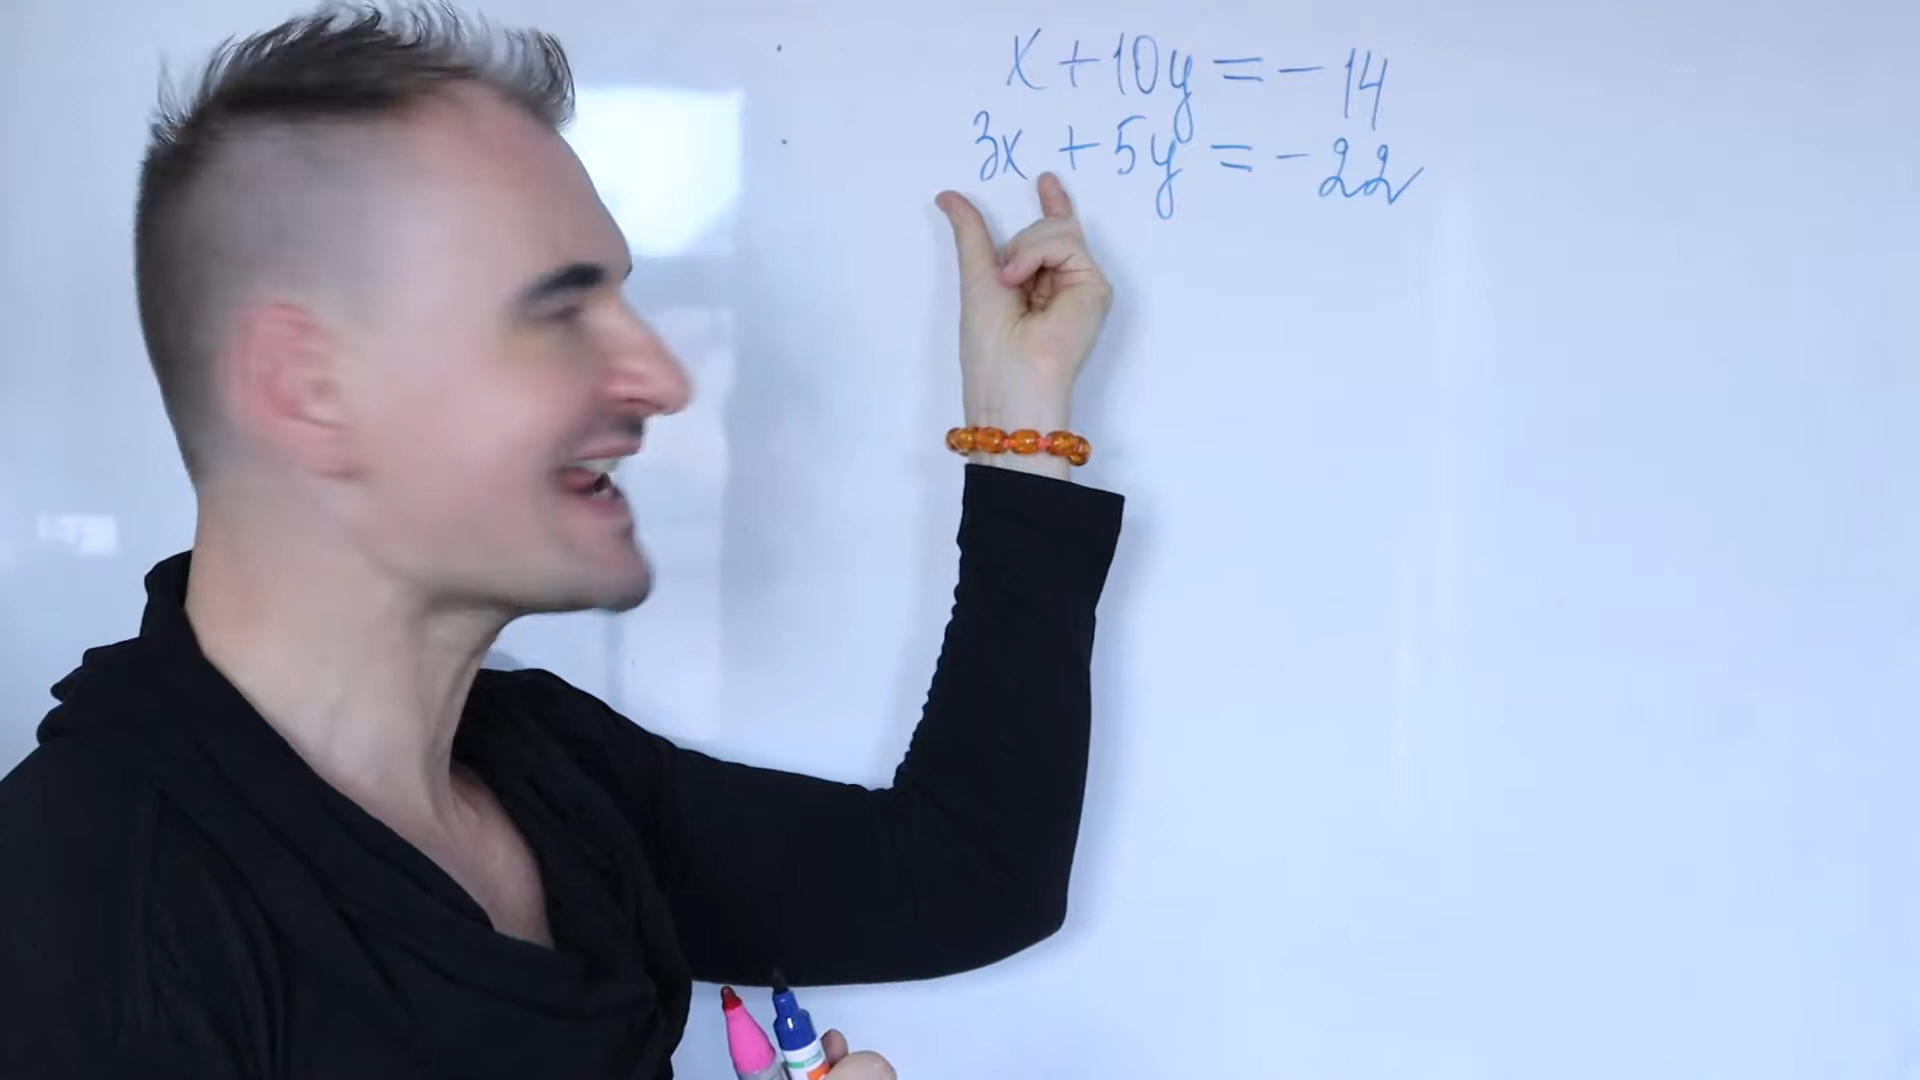 x + 10y = - 14
3x + 5y = - 22